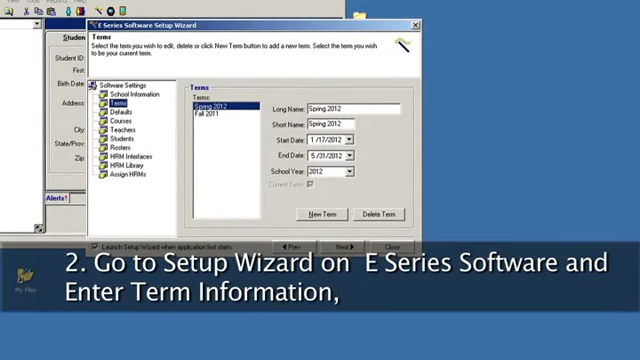 View Tools Reports Help
E Series Software Setup Wizard
Terms
Select the term you wish to edit, delete or click New Term button to add a new term. Select the term you wish
to be your current term.
Student
Student ID:
First:
Birth Date:
Address:
City:
State/Prov:
Zip:
Alerts!
Software Settings
School Information
Terms
Defaults
Courses
Teachers
Students
Rosters
HRM Interfaces
HRM Library
Assign HRMs
Terms
Terms:
Spring 2012
Fall 2011
Long Name: Spring 2012
Short Name: Spring 2012
Start Date: 1 /17/2012
End Date: 5 /31/2012
School Year: 2012
Current Term:
New Term Delete Term
Launch Setup Wizard when application first starts.
Prev Next Close
2. Go to Setup Wizard on E Series Software and
Enter Term Information,
My Files